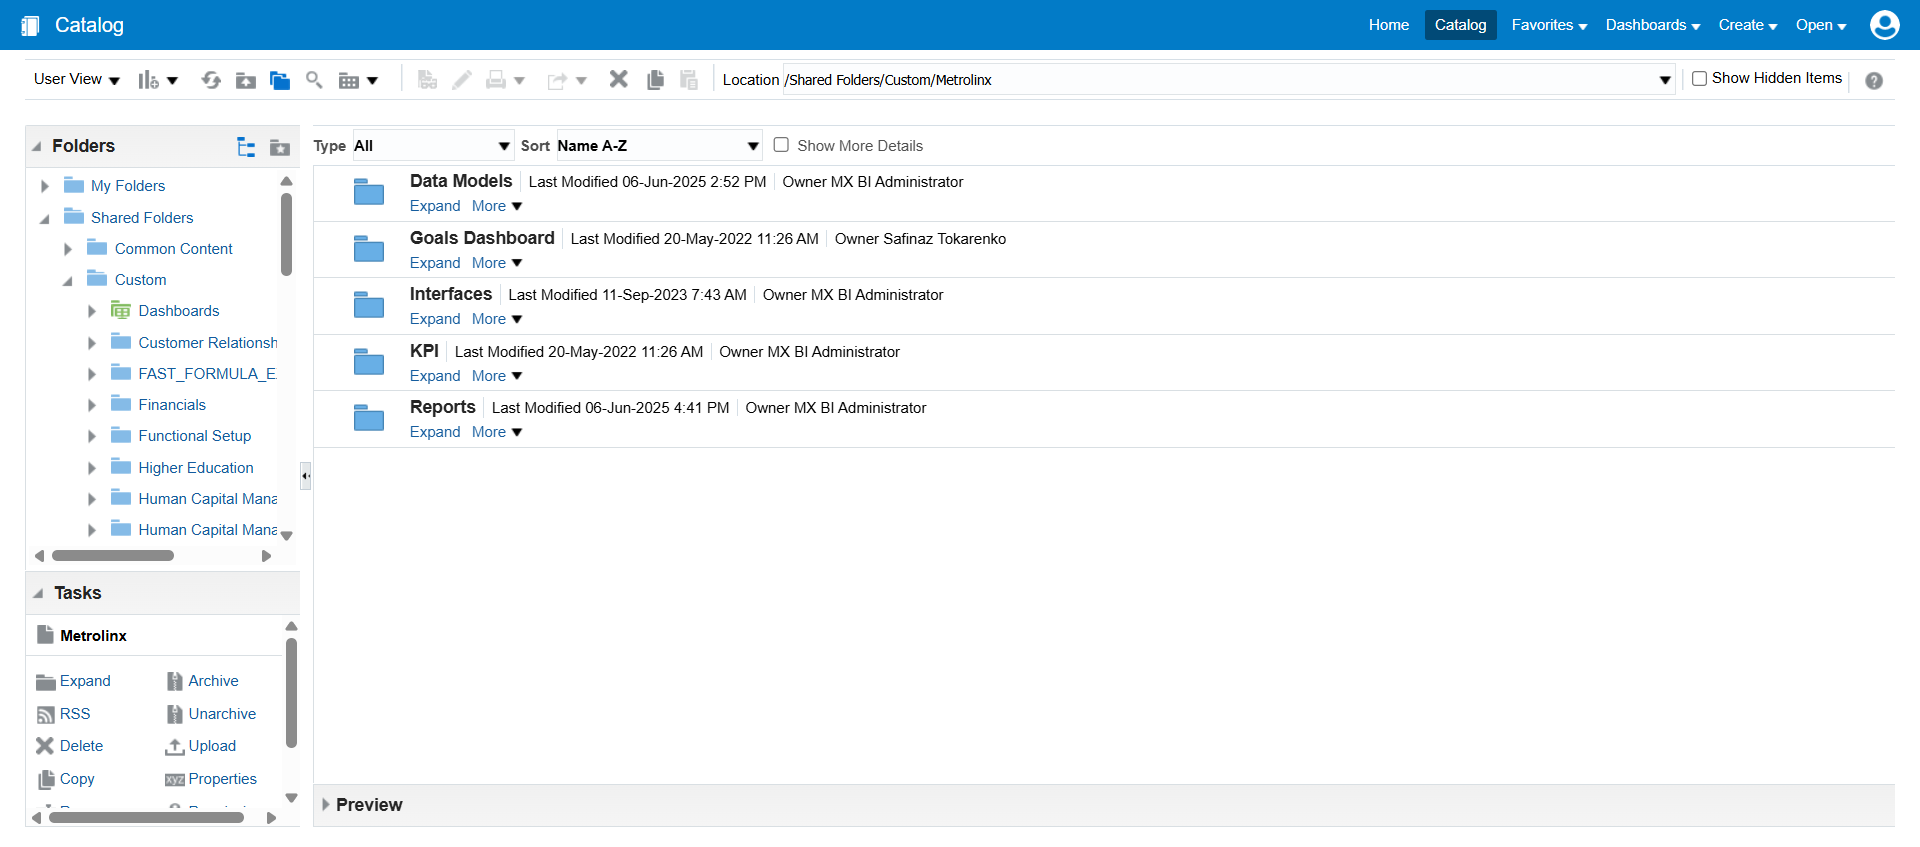 Catalog
Home Catalog Favorites Dashboards Create Open
User View
Location /Shared Folders/Custom/Metrolinx
Show Hidden Items
Folders
My Folders
Shared Folders
Common Content
Custom
Dashboards
Customer Relationsh
FAST_FORMULA_E
Financials
Functional Setup
Higher Education
Human Capital Mana
Human Capital Mana
Tasks
Metrolinx
Expand Archive
RSS Unarchive
Delete Upload
Copy xyz Properties
Type All Sort Name A-Z Show More Details
Data Models Last Modified 06-Jun-2025 2:52 PM Owner MX BI Administrator
Expand More
Goals Dashboard Last Modified 20-May-2022 11:26 AM Owner Safinaz Tokarenko
Expand More
Interfaces Last Modified 11-Sep-2023 7:43 AM Owner MX BI Administrator
Expand More
KPI Last Modified 20-May-2022 11:26 AM Owner MX BI Administrator
Expand More
Reports Last Modified 06-Jun-2025 4:41 PM Owner MX BI Administrator
Expand More
Preview